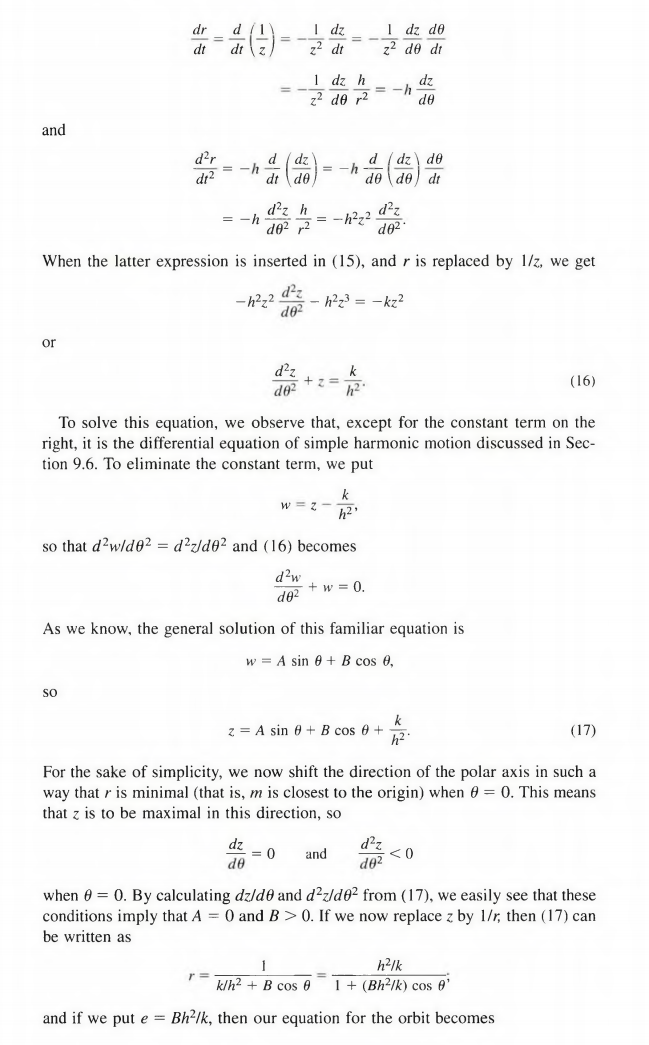 dr/dt = d/dt (1/z) = −1/z² dz/dt = −1/z² dz/dθ dθ/dt
= −1/z² dz/dθ h/r² = −h dz/dθ
and
d²r/dt² = −h d/dt (dz/dθ) = −h d/dθ (dz/dθ) dθ/dt
= −h d²z/dθ² h/r² = −h²z² d²z/dθ².
When the latter expression is inserted in (15), and r is replaced by 1/z, we get
−h²z² d²z/dθ² − h²z³ = −kz²
or
d²z/dθ² + z = k/h². (16)
To solve this equation, we observe that, except for the constant term on the
right, it is the differential equation of simple harmonic motion discussed in Sec-
tion 9.6. To eliminate the constant term, we put
w = z − k/h²,
so that d²w/dθ² = d²z/dθ² and (16) becomes
d²w/dθ² + w = 0.
As we know, the general solution of this familiar equation is
w = A sin θ + B cos θ,
so
z = A sin θ + B cos θ + k/h². (17)
For the sake of simplicity, we now shift the direction of the polar axis in such a
way that r is minimal (that is, m is closest to the origin) when θ = 0. This means
that z is to be maximal in this direction, so
dz/dθ = 0 and d²z/dθ² < 0
when θ = 0. By calculating dz/dθ and d²z/dθ² from (17), we easily see that these
conditions imply that A = 0 and B > 0. If we now replace z by 1/r, then (17) can
be written as
r = 1/(k/h² + B cos θ) = h²/k/(1 + (Bh²/k) cos θ)'
and if we put e = Bh²/k, then our equation for the orbit becomes